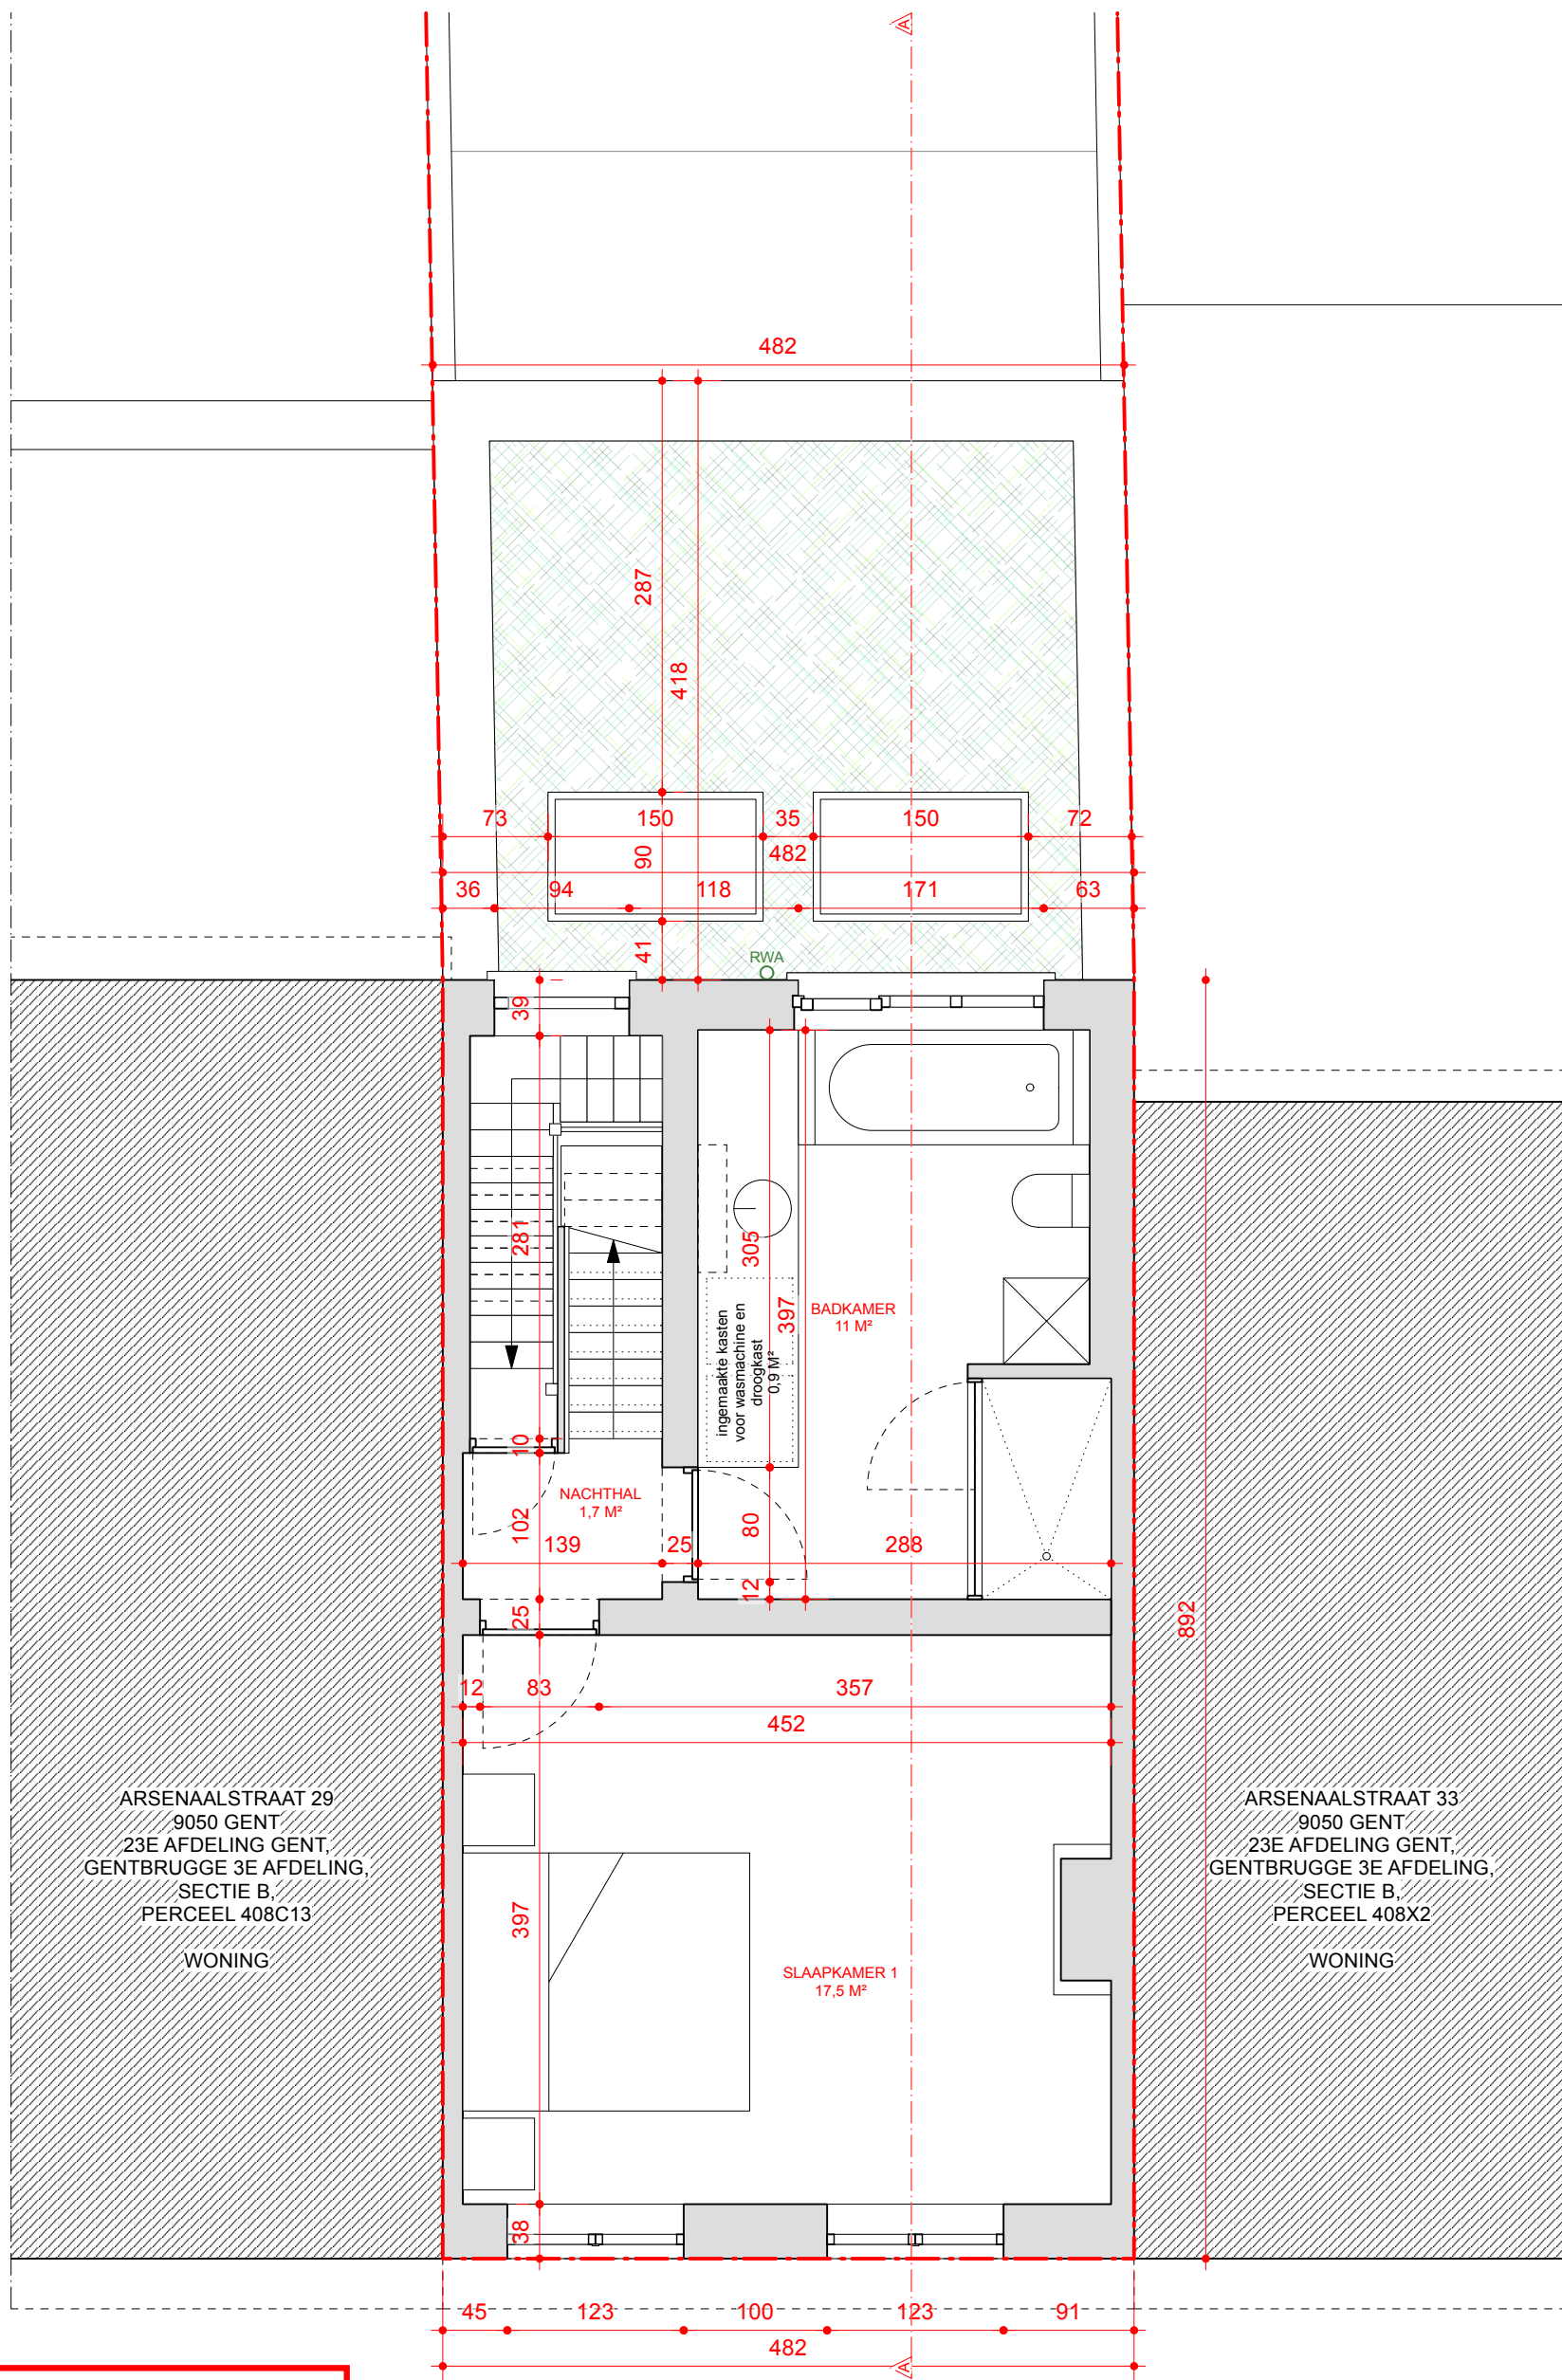 A
482
287
418
73
150
35
150
72
90
482
36
94
118
171
63
41
RWA
39
281
305
397
BADKAMER
11 M²
ingemaakte kasten
voor wasmachine en
droogkast
0,9 M²
10
NACHTHAL
1,7 M²
102
80
139
25
288
12
25
892
12
83
357
452
ARSENAALSTRAAT 29
9050 GENT
23E AFDELING GENT,
GENTBRUGGE 3E AFDELING,
SECTIE B,
PERCEEL 408C13
WONING
ARSENAALSTRAAT 33
9050 GENT
23E AFDELING GENT,
GENTBRUGGE 3E AFDELING,
SECTIE B,
PERCEEL 408X2
WONING
397
SLAAPKAMER 1
17,5 M²
38
45
123
100
123
91
482
A